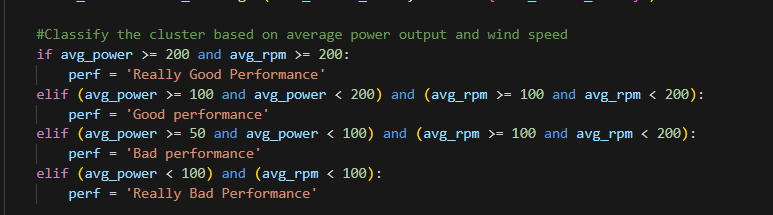 #Classify the cluster based on average power output and wind speed
if avg_power >= 200 and avg_rpm >= 200:
    perf = 'Really Good Performance'
elif (avg_power >= 100 and avg_power < 200) and (avg_rpm >= 100 and avg_rpm < 200):
    perf = 'Good performance'
elif (avg_power >= 50 and avg_power < 100) and (avg_rpm >= 100 and avg_rpm < 200):
    perf = 'Bad performance'
elif (avg_power < 100) and (avg_rpm < 100):
    perf = 'Really Bad Performance'